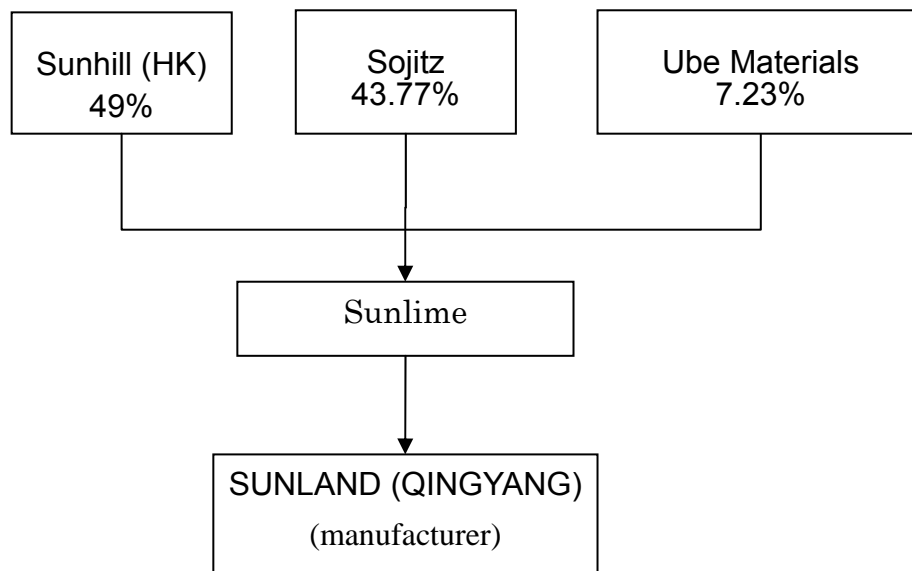 Sunhill (HK)
49%
Sojitz
43.77%
Ube Materials
7.23%
Sunlime
SUNLAND (QINGYANG)
(manufacturer)